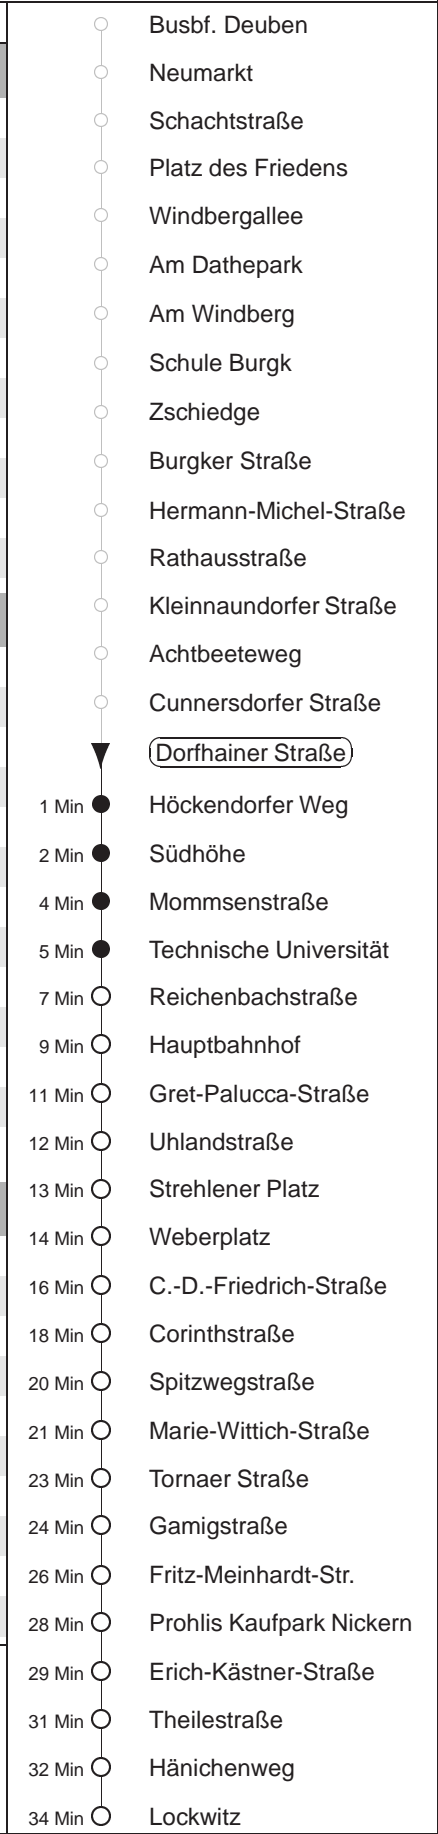 Busbf. Deuben
Neumarkt
Schachtstraße
Platz des Friedens
Windbergallee
Am Dathepark
Am Windberg
Schule Burgk
Zschiedge
Burgker Straße
Hermann-Michel-Straße
Rathausstraße
Kleinnaundorfer Straße
Achtbeeteweg
Cunnersdorfer Straße
Dorfhainer Straße
1 Min Höckendorfer Weg
2 Min Südhöhe
4 Min Mommsenstraße
5 Min Technische Universität
7 Min Reichenbachstraße
9 Min Hauptbahnhof
11 Min Gret-Palucca-Straße
12 Min Uhlandstraße
13 Min Strehlener Platz
14 Min Weberplatz
16 Min C.-D.-Friedrich-Straße
18 Min Corinthstraße
20 Min Spitzwegstraße
21 Min Marie-Wittich-Straße
23 Min Tornaer Straße
24 Min Gamigstraße
26 Min Fritz-Meinhardt-Str.
28 Min Prohlis Kaufpark Nickern
29 Min Erich-Kästner-Straße
31 Min Theilestraße
32 Min Hänichenweg
34 Min Lockwitz